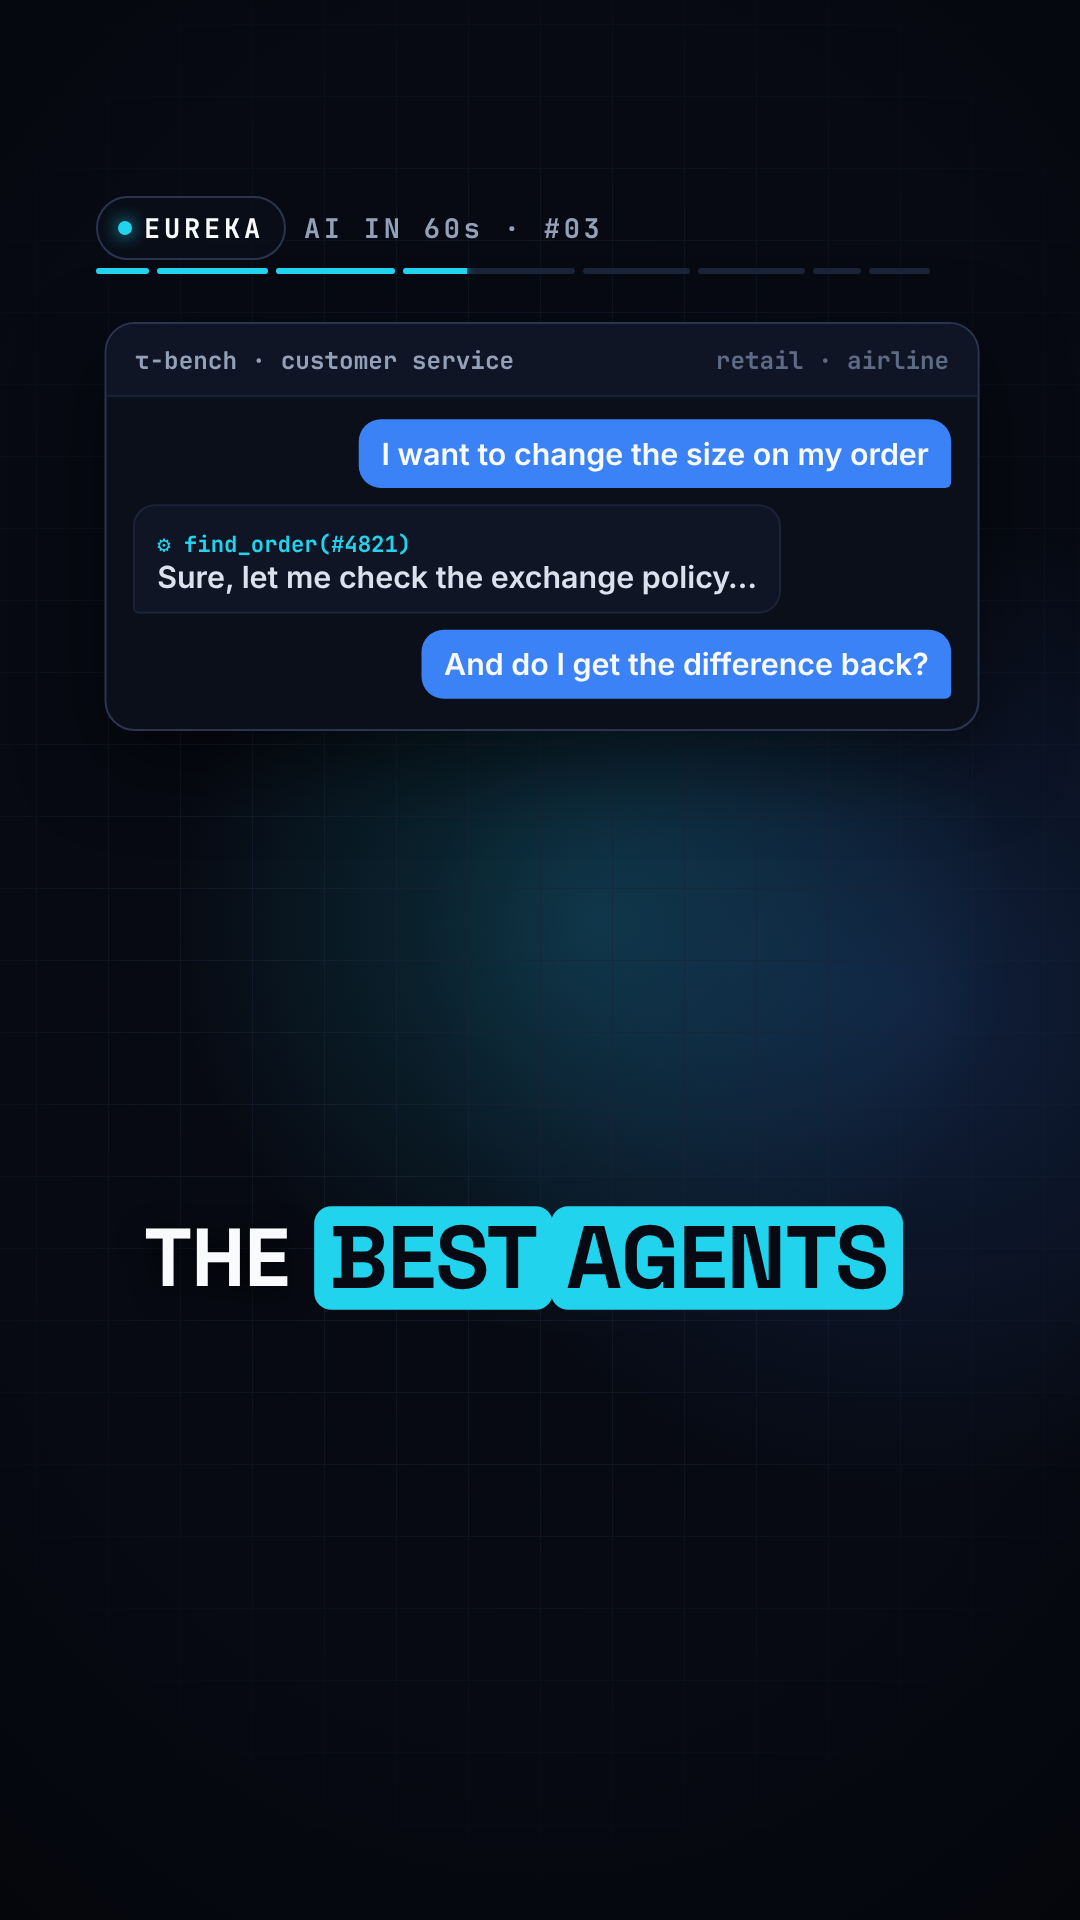 EUREKA AI IN 60s · #03
τ-bench · customer service retail · airline
I want to change the size on my order
⚙ find_order(#4821)
Sure, let me check the exchange policy...
And do I get the difference back?
THE BEST AGENTS